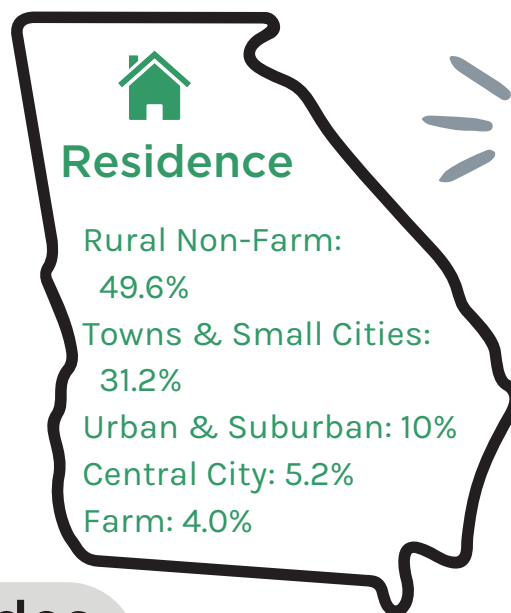 Residence
Rural Non-Farm:
49.6%
Towns & Small Cities:
31.2%
Urban & Suburban: 10%
Central City: 5.2%
Farm: 4.0%